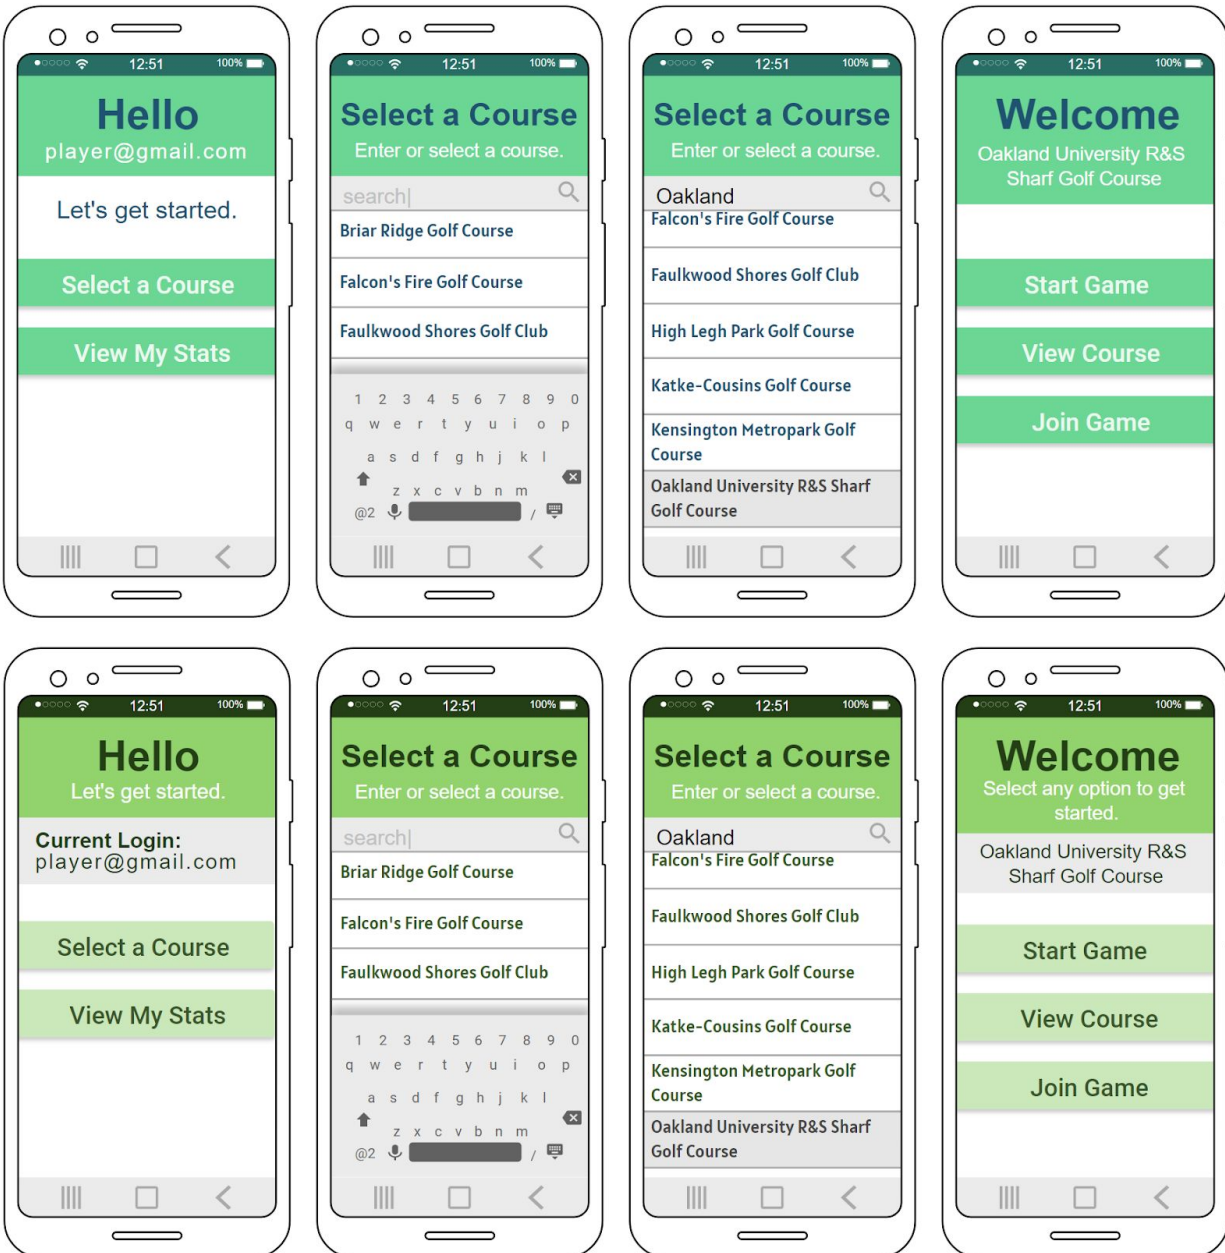 12:51 100%
Hello
player@gmail.com
Let's get started.
Select a Course
View My Stats
12:51 100%
Select a Course
Enter or select a course.
search|
Briar Ridge Golf Course
Falcon's Fire Golf Course
Faulkwood Shores Golf Club
1 2 3 4 5 6 7 8 9 0
q w e r t y u i o p
a s d f g h j k l
z x c v b n m
@2 /
12:51 100%
Select a Course
Enter or select a course.
Oakland
Falcon's Fire Golf Course
Faulkwood Shores Golf Club
High Legh Park Golf Course
Katke-Cousins Golf Course
Kensington Metropark Golf
Course
Oakland University R&S Sharf
Golf Course
12:51 100%
Welcome
Oakland University R&S
Sharf Golf Course
Start Game
View Course
Join Game
12:51 100%
Hello
Let's get started.
Current Login:
player@gmail.com
Select a Course
View My Stats
12:51 100%
Select a Course
Enter or select a course.
search|
Briar Ridge Golf Course
Falcon's Fire Golf Course
Faulkwood Shores Golf Club
1 2 3 4 5 6 7 8 9 0
q w e r t y u i o p
a s d f g h j k l
z x c v b n m
@2 /
12:51 100%
Select a Course
Enter or select a course.
Oakland
Falcon's Fire Golf Course
Faulkwood Shores Golf Club
High Legh Park Golf Course
Katke-Cousins Golf Course
Kensington Metropark Golf
Course
Oakland University R&S Sharf
Golf Course
12:51 100%
Welcome
Select any option to get
started.
Oakland University R&S
Sharf Golf Course
Start Game
View Course
Join Game